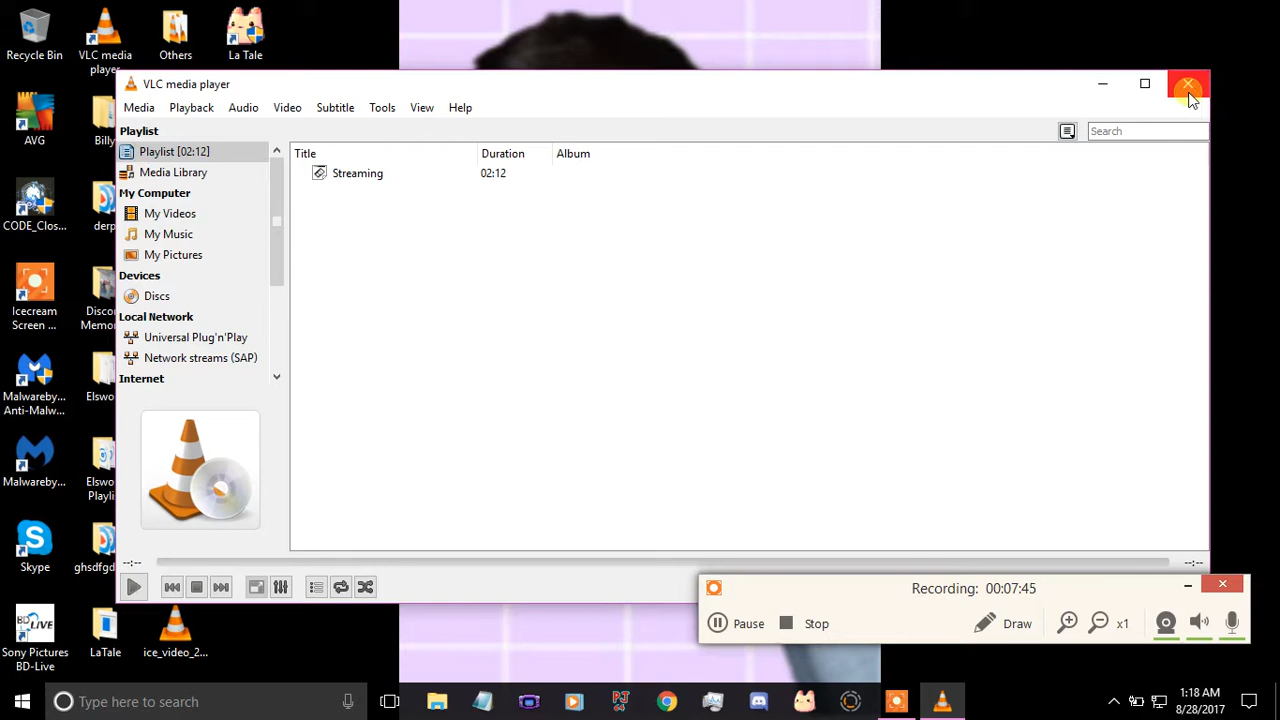 Recycle Bin
VLC media
player
Others
La Tale
AVG
Billy
CODE_Clos...
derp
Icecream
Screen ...
Discor
Memor
Malwareby...
Anti-Malw...
Elswo
Malwareby...
Elswo
Playlis
Skype
ghsdfgd
Sony Pictures
BD-Live
LaTale
ice_video_2...
VLC media player
Media Playback Audio Video Subtitle Tools View Help
Playlist
Search
Playlist [02:12]
Media Library
My Computer
My Videos
My Music
My Pictures
Devices
Discs
Local Network
Universal Plug'n'Play
Network streams (SAP)
Internet
Title Duration Album
Streaming 02:12
--:-- --:--
Recording: 00:07:45
Pause Stop Draw x1
Type here to search
1:18 AM
8/28/2017